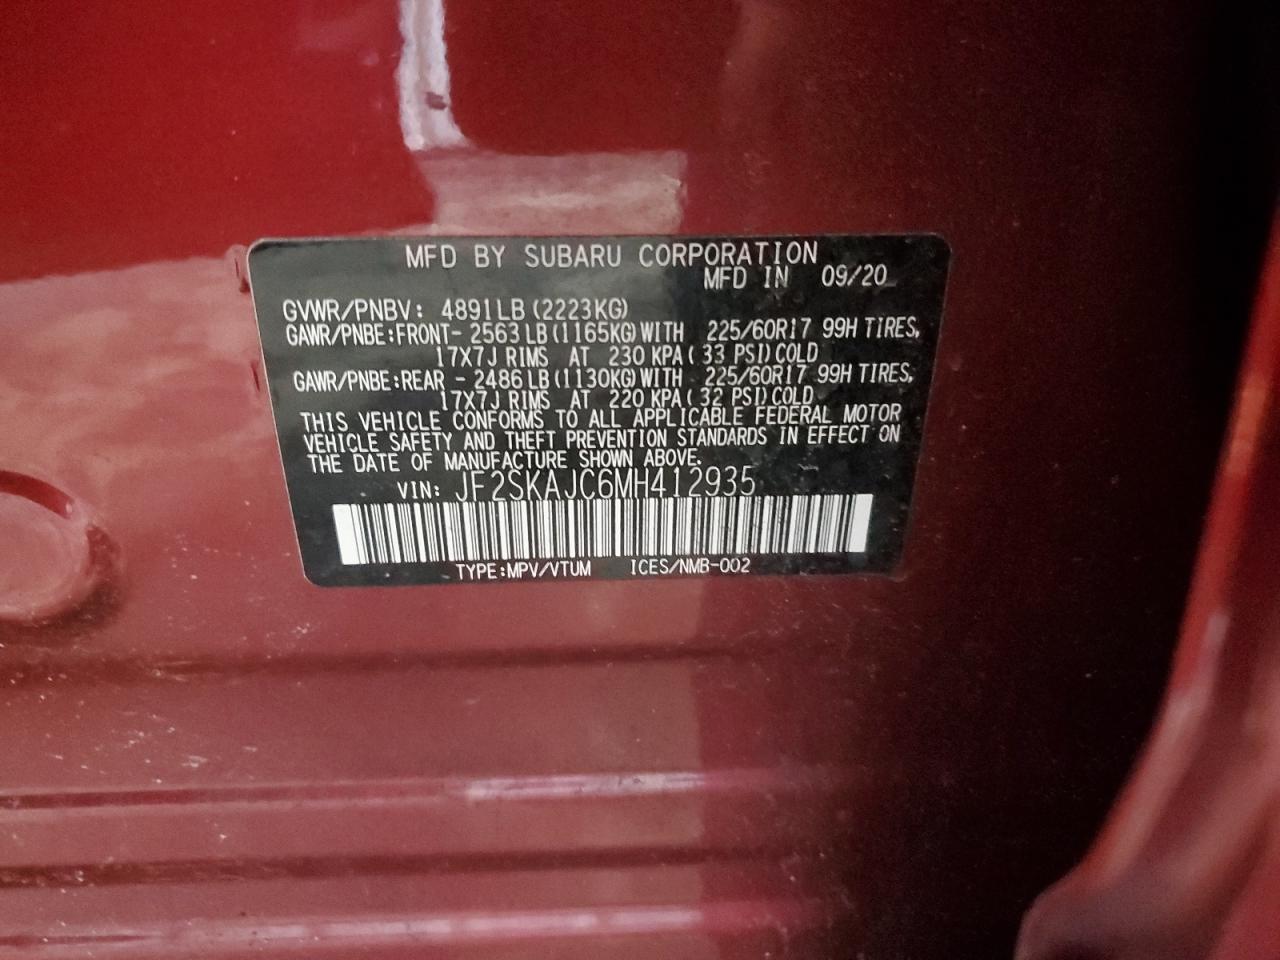 MFD BY SUBARU CORPORATION
MFD IN 09/20
GVWR/PNBV: 4891LB (2223KG)
GAWR/PNBE:FRONT- 2563 LB (1165KG) WITH 225/60R17 99H TIRES,
17X7J RIMS AT 230 KPA ( 33 PSI) COLD
GAWR/PNBE:REAR - 2486 LB (1130KG) WITH 225/60R17 99H TIRES,
17X7J RIMS AT 220 KPA ( 32 PSI) COLD
THIS VEHICLE CONFORMS TO ALL APPLICABLE FEDERAL MOTOR
VEHICLE SAFETY AND THEFT PREVENTION STANDARDS IN EFFECT ON
THE DATE OF MANUFACTURE SHOWN ABOVE.
VIN: JF2SKAJC6MH412935
TYPE:MPV/VTUM ICES/NMB-002